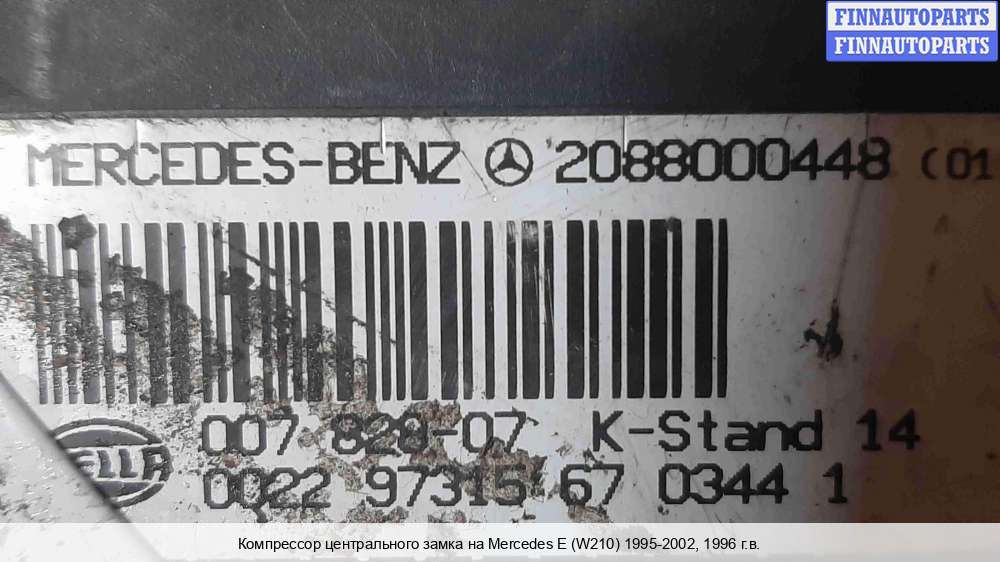 FINNAUTOPARTS
FINNAUTOPARTS
MERCEDES-BENZ 2088000448 (01
007 828-07 K-Stand 14
HELLA
0022 97315 67 0344 1
Компрессор центрального замка на Mercedes E (W210) 1995-2002, 1996 г.в.